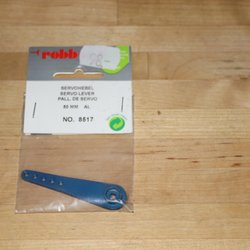 robbe
SERVOHEBEL
SERVO LEVER
PALL. DE SERVO
60 MM AL
NO. 8517